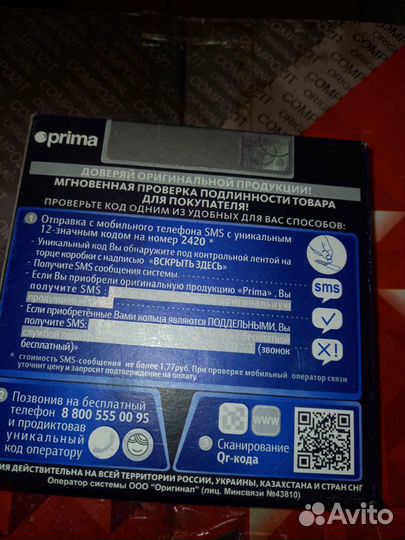 COMPOZIT
ORIGINAL
prima
ДОВЕРЯЙ ОРИГИНАЛЬНОЙ ПРОДУКЦИИ!
МГНОВЕННАЯ ПРОВЕРКА ПОДЛИННОСТИ ТОВАРА
ДЛЯ ПОКУПАТЕЛЯ!
ПРОВЕРЬТЕ КОД ОДНИМ ИЗ УДОБНЫХ ДЛЯ ВАС СПОСОБОВ:
1 Отправка с мобильного телефона SMS с уникальным
12-значным кодом на номер 2420 *
- Уникальный код Вы обнаружите под контрольной лентой на
торце коробки с надписью «ВСКРЫТЬ ЗДЕСЬ»
- Получите SMS сообщения системы.
- Если Вы приобрели оригинальную продукцию «Prima» , Вы
получите SMS :
- Если приобретённые Вами кольца являются ПОДДЕЛЬНЫМИ, Вы
получите SMS:
(звонок
бесплатный)»
* стоимость SMS-сообщения не более 1.77руб. При проверке мобильный оператор связи
уточнит цену и запросит подтверждение на оплату.
sms
2 Позвоните на бесплатный
телефон 8 800 555 00 95
и продиктовав
уникальный
код оператору
www
3 Сканирование
Qr-кода
ИЯ ДЕЙСТВИТЕЛЬНА НА ВСЕЙ ТЕРРИТОРИИ РОССИИ, УКРАИНЫ, КАЗАХСТАНА И СТРАН СНГ
Оператор системы ООО "Оригинал" (лиц. Минсвязи №43810)
Avito